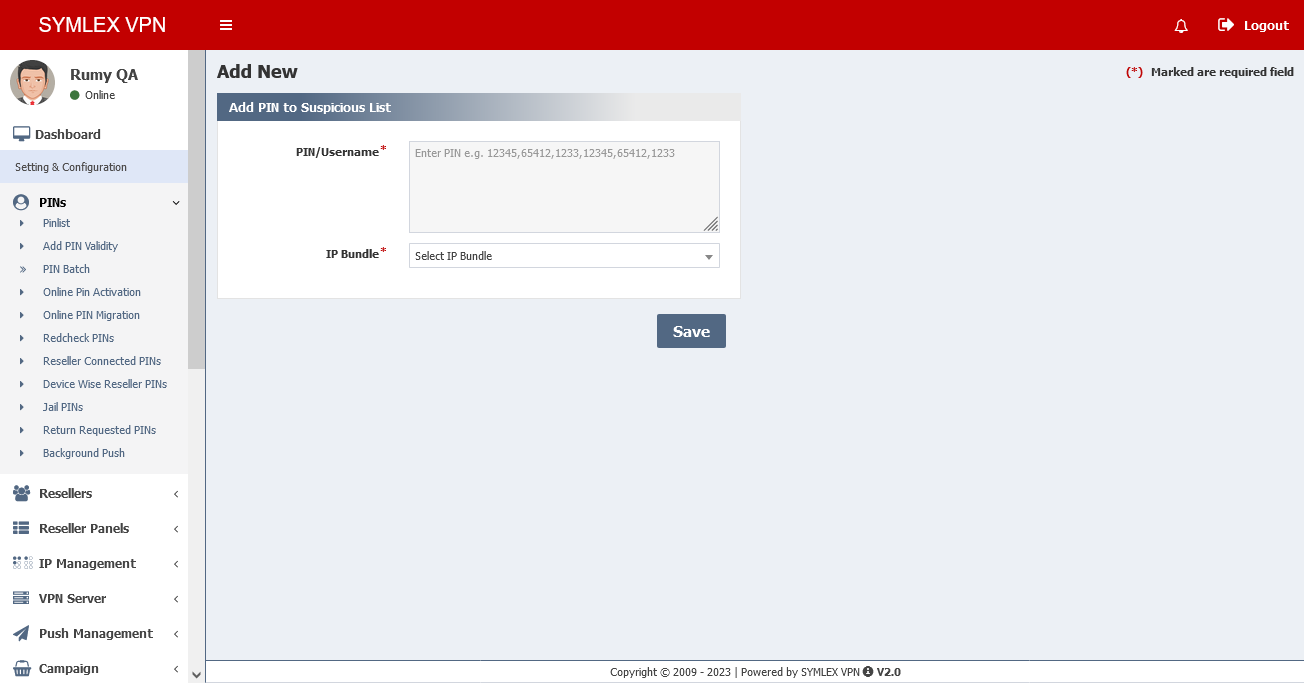 SYMLEX VPN
Logout
Rumy QA
Online
Dashboard
Setting & Configuration
PINs
Pinlist
Add PIN Validity
PIN Batch
Online Pin Activation
Online PIN Migration
Redcheck PINs
Reseller Connected PINs
Device Wise Reseller PINs
Jail PINs
Return Requested PINs
Background Push
Resellers
Reseller Panels
IP Management
VPN Server
Push Management
Campaign
Add New
(*) Marked are required field
Add PIN to Suspicious List
PIN/Username*
Enter PIN e.g. 12345,65412,1233,12345,65412,1233
IP Bundle*
Select IP Bundle
Save
Copyright © 2009 - 2023 | Powered by SYMLEX VPN V2.0